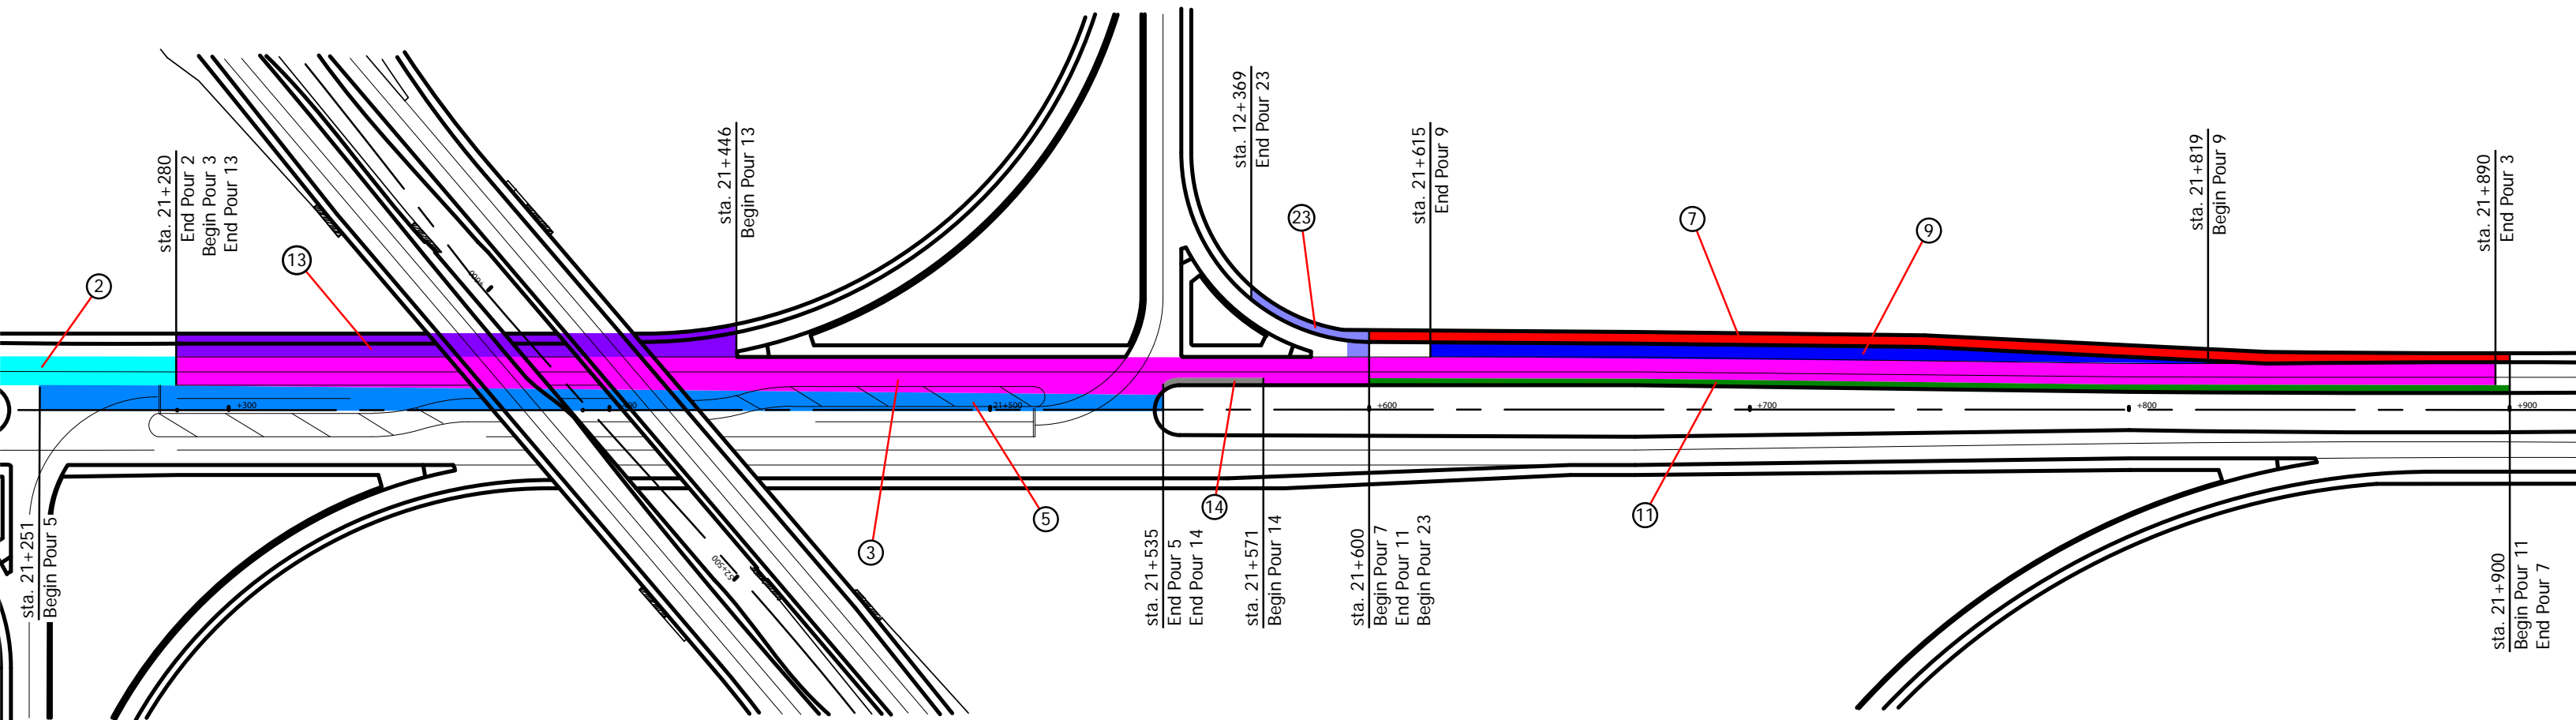 sta. 21+280
End Pour 2
Begin Pour 3
End Pour 13
sta. 21+446
Begin Pour 13
sta. 12+369
End Pour 23
sta. 21+615
End Pour 9
sta. 21+819
Begin Pour 9
sta. 21+890
End Pour 3
2
13
23
7
9
+300
21+500
+600
+700
+800
+900
52+500
3
5
14
11
sta. 21+251
Begin Pour 5
sta. 21+535
End Pour 5
End Pour 14
sta. 21+571
Begin Pour 14
sta. 21+600
Begin Pour 7
End Pour 11
Begin Pour 23
sta. 21+900
Begin Pour 11
End Pour 7